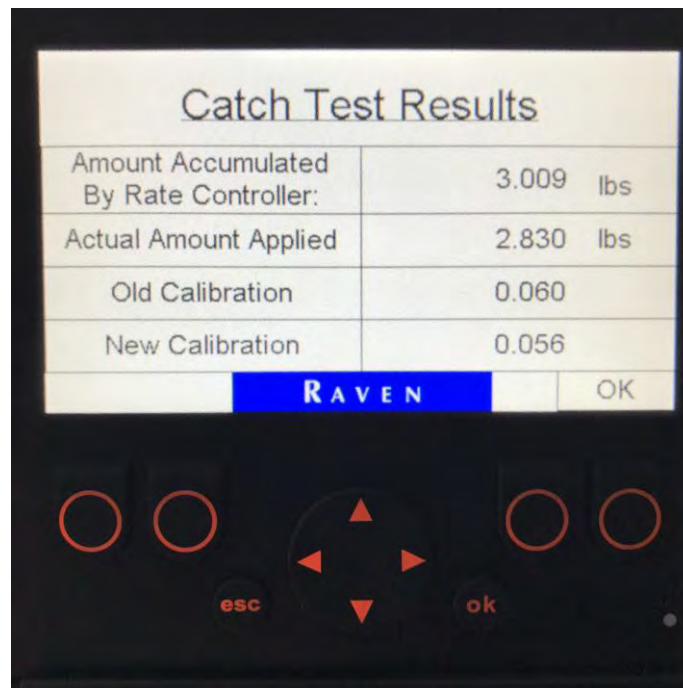 Catch Test Results
Amount Accumulated
By Rate Controller:
3.009 lbs
Actual Amount Applied 2.830 lbs
Old Calibration 0.060
New Calibration 0.056
RAVEN
OK
esc
ok